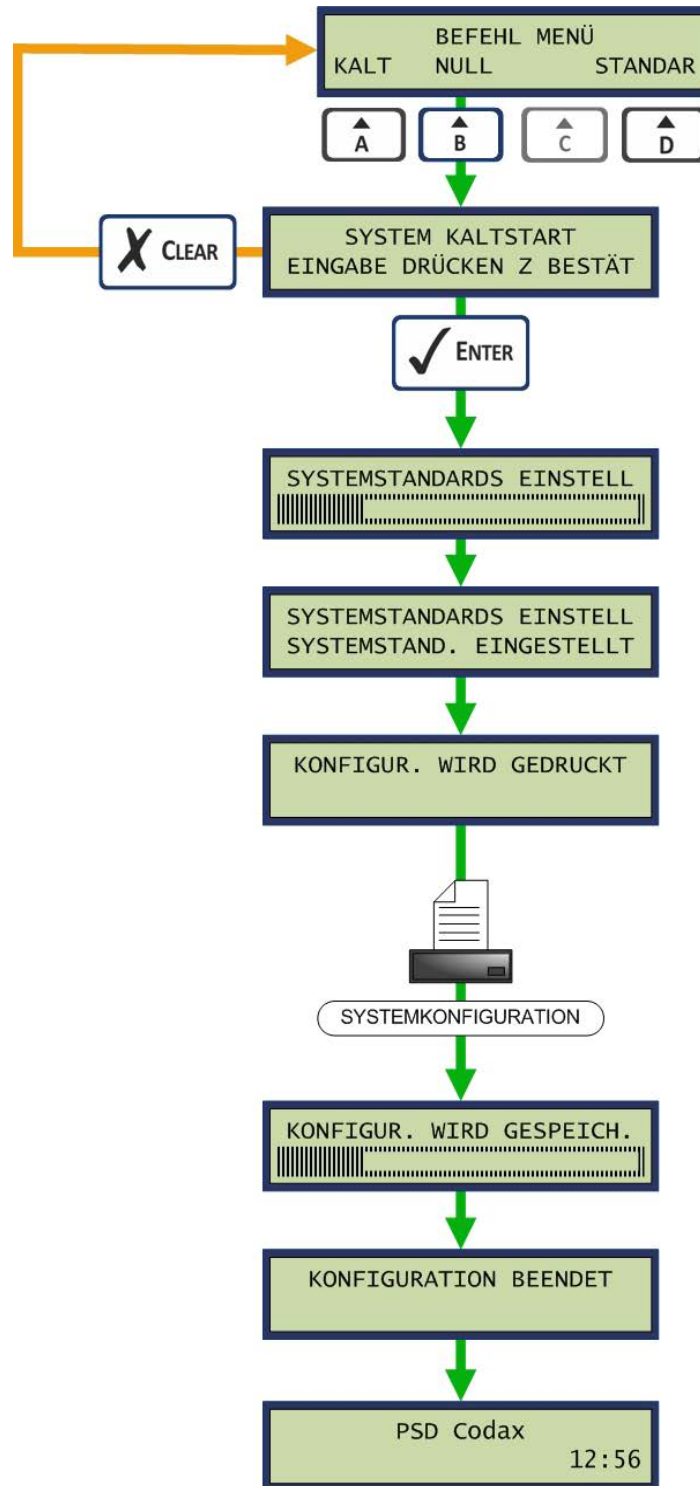 BEFEHL MENÜ
KALT NULL STANDAR
A B C D
SYSTEM KALTSTART
EINGABE DRÜCKEN Z BESTÄT
CLEAR
ENTER
SYSTEMSTANDARDS EINSTELL
SYSTEMSTANDARDS EINSTELL
SYSTEMSTAND. EINGESTELLT
KONFIGUR. WIRD GEDRUCKT
SYSTEMKONFIGURATION
KONFIGUR. WIRD GESPEICH.
KONFIGURATION BEENDET
PSD Codax
12:56